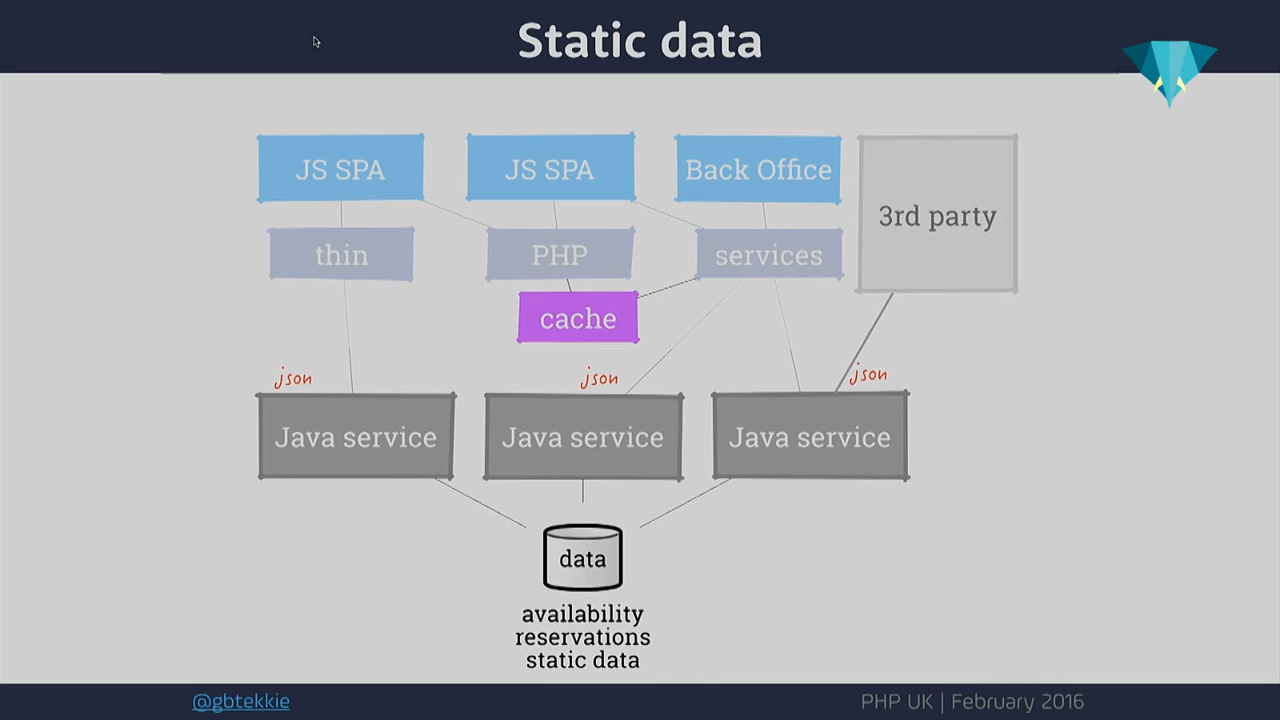 Static data
JS SPA
JS SPA
Back Office
3rd party
thin
PHP
services
cache
json
json
json
Java service
Java service
Java service
data
availability
reservations
static data
@gbtekkie
PHP UK | February 2016